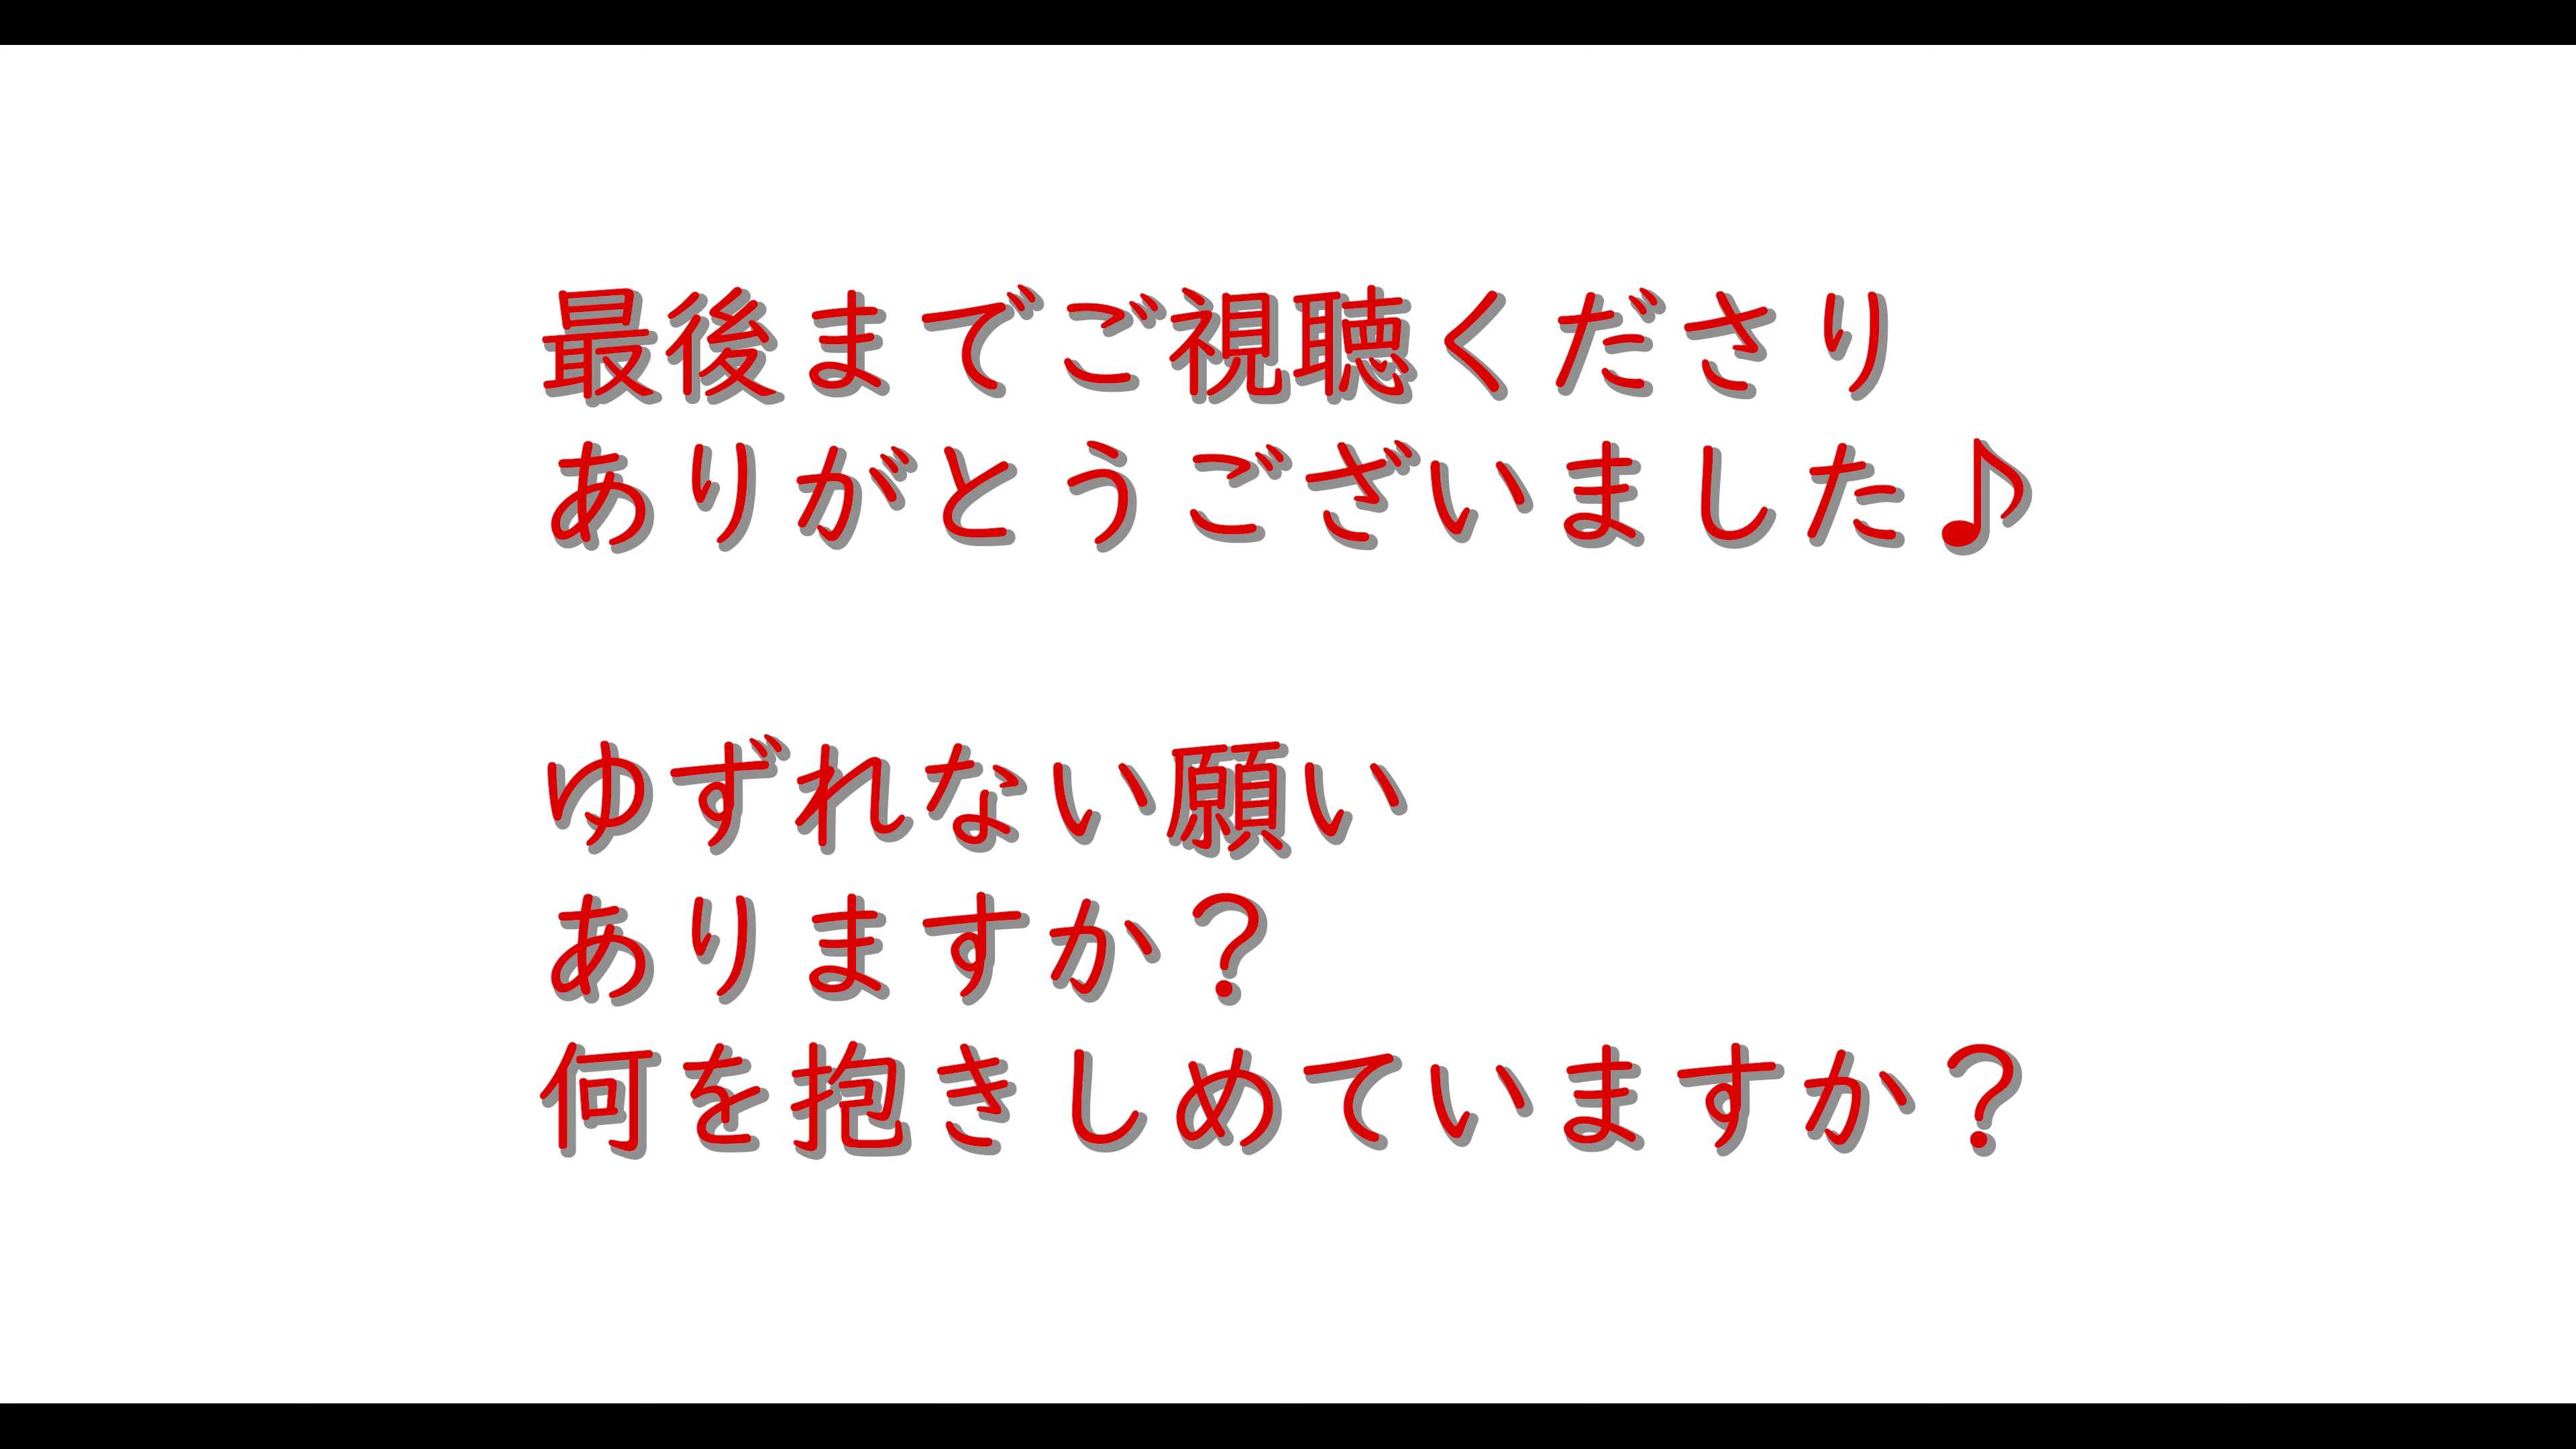 最後までご視聴くださり
ありがとうございました♪
ゆずれない願い
ありますか？
何を抱きしめていますか？